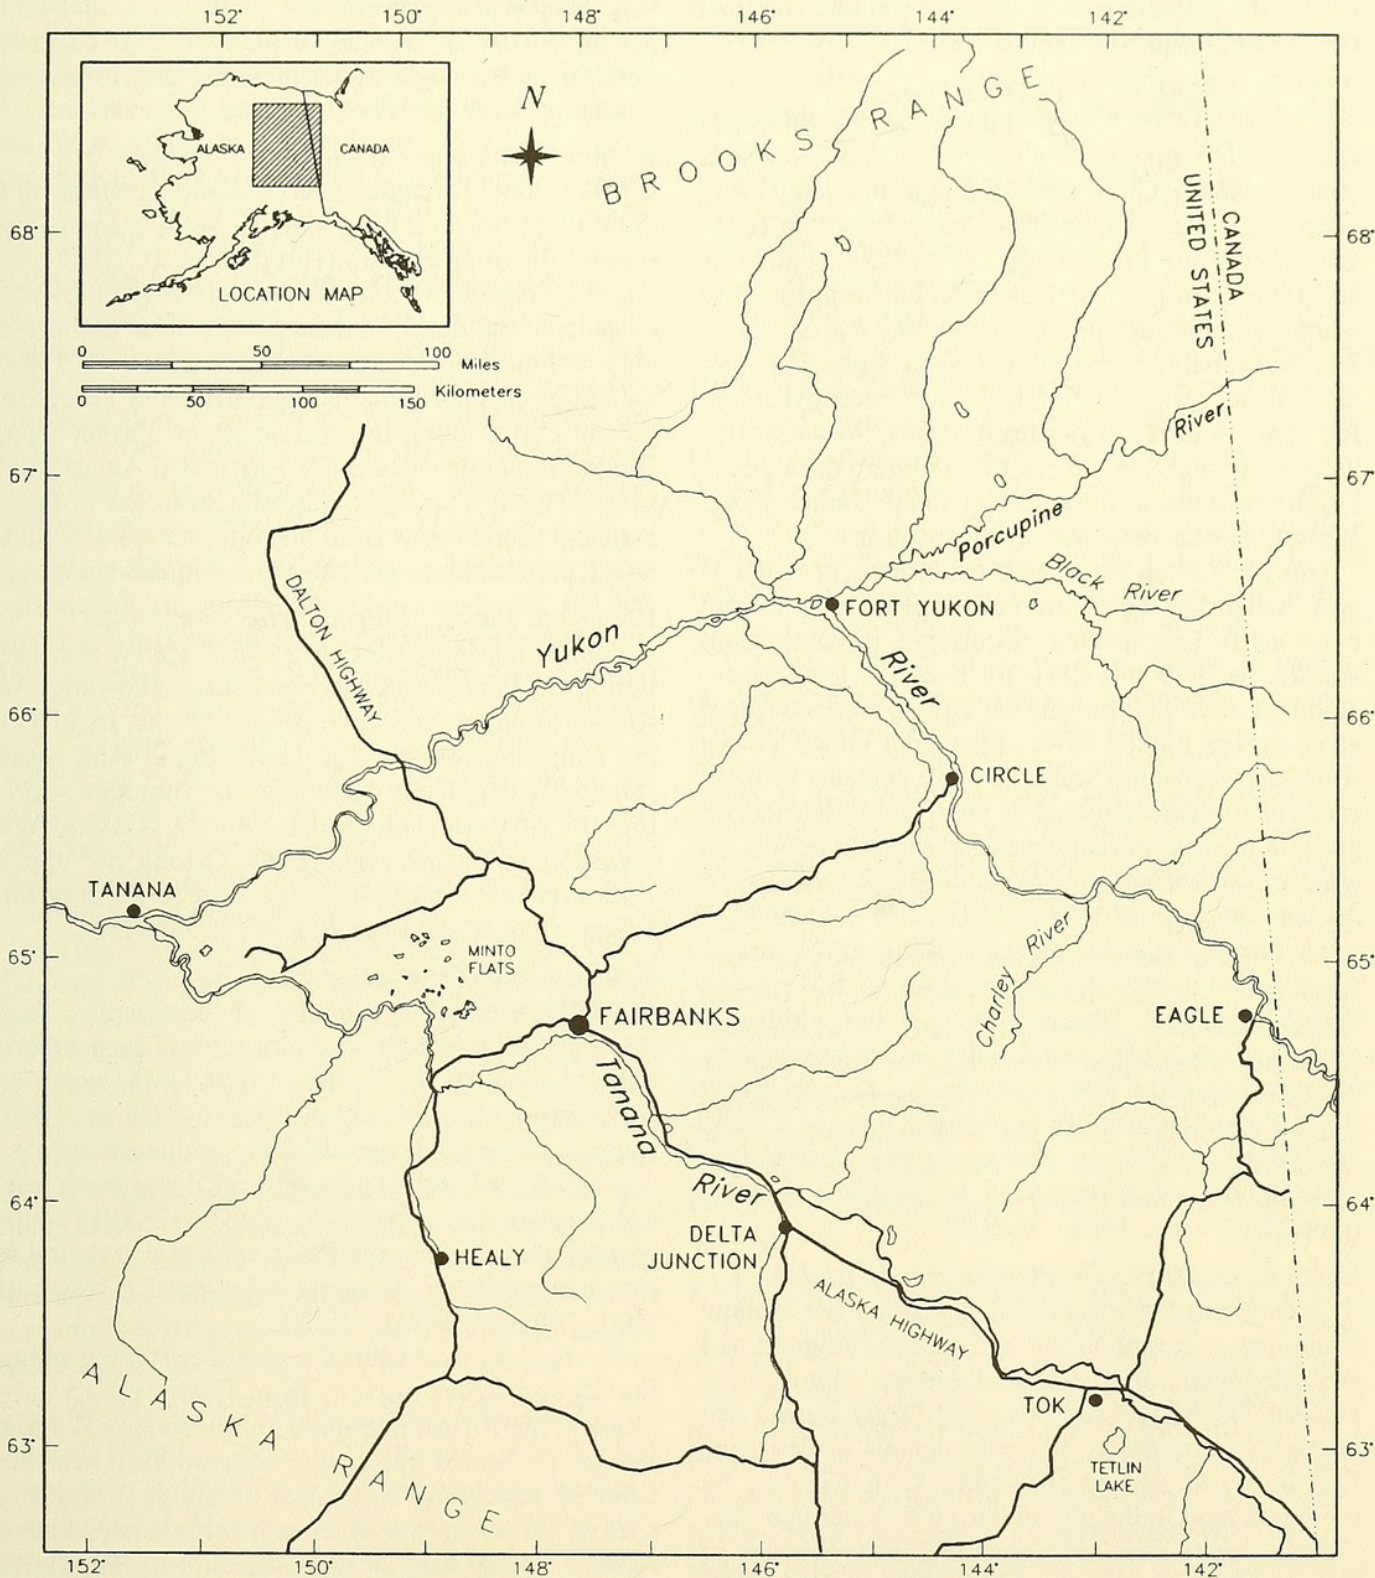 152° 150° 148° 146° 144° 142°
N
BROOKS RANGE
ALASKA
CANADA
LOCATION MAP
0 50 100
Miles
Kilometers
0 50 100 150
CANADA
UNITED STATES
68° 68°
River
67° 67°
Porcupine
Black River
DALTON HIGHWAY
FORT YUKON
Yukon
River
66° 66°
CIRCLE
TANANA
MINTO
FLATS
Charley River
65° 65°
FAIRBANKS
EAGLE
Tanana
River
64° 64°
DELTA
JUNCTION
HEALY
ALASKA HIGHWAY
ALASKA RANGE
TOK
63° 63°
TETLIN
LAKE
152° 150° 148° 146° 144° 142°